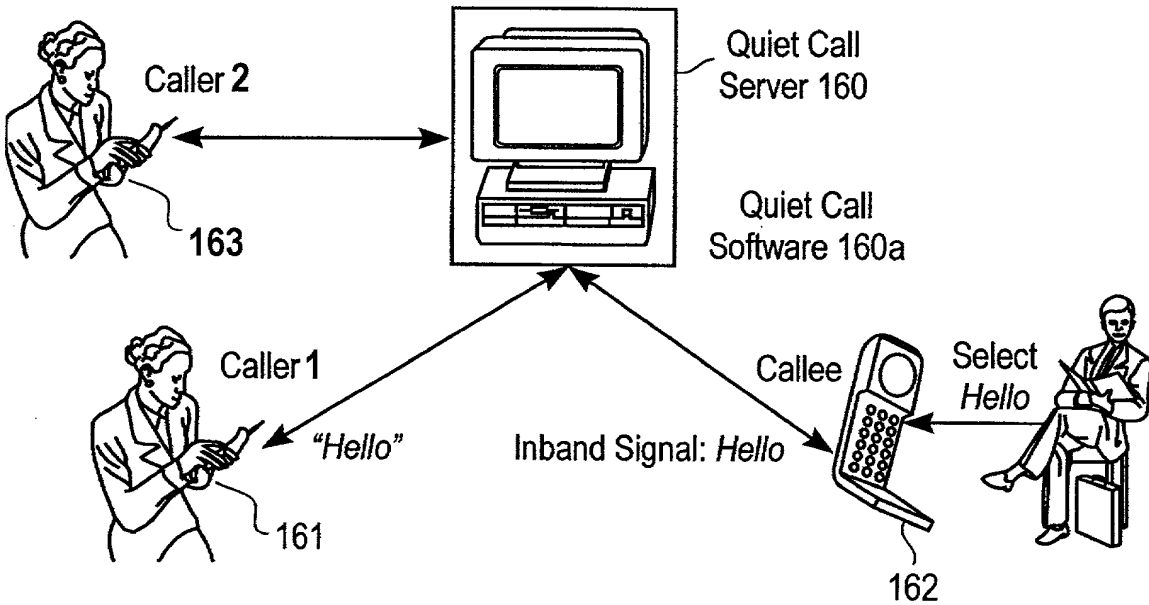 Caller 2
Quiet Call
Server 160
163
Quiet Call
Software 160a
Caller 1
"Hello"
161
Inband Signal: Hello
Callee
Select
Hello
162